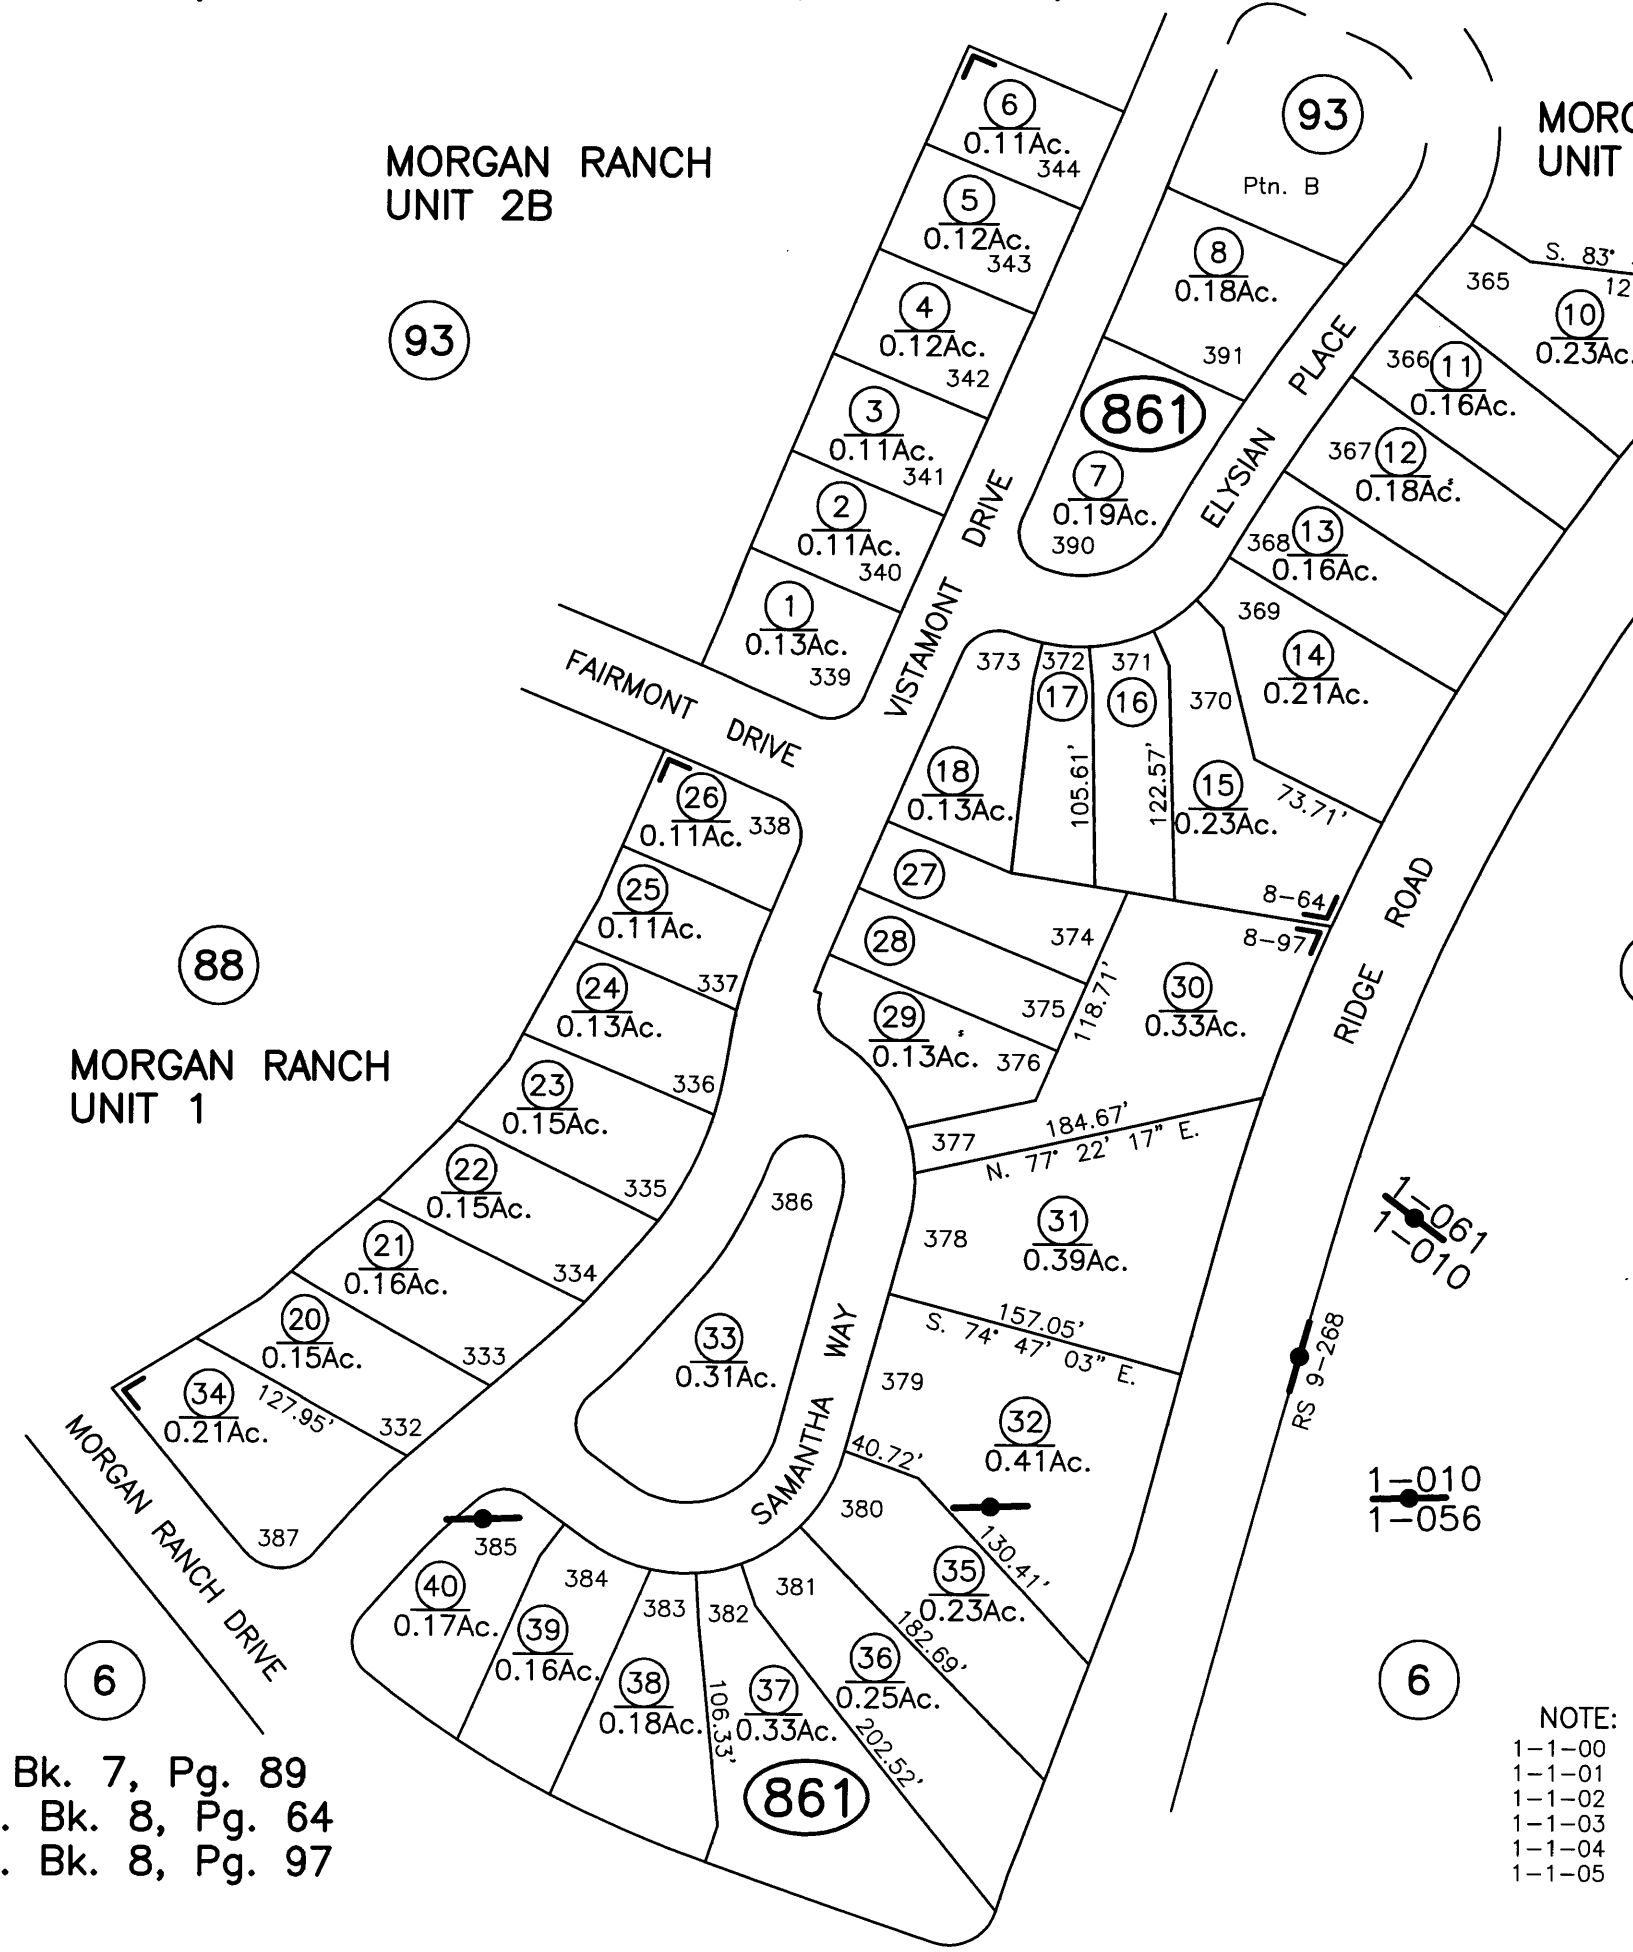 MORGAN RANCH
UNIT 2B
93
6
0.11Ac.
344
5
0.12Ac.
343
4
0.12Ac.
342
3
0.11Ac.
341
2
0.11Ac.
340
1
0.13Ac.
339
93
Ptn. B
8
0.18Ac.
391
861
7
0.19Ac.
390
UNIT
S. 83°
365
10
0.23Ac.
366
11
0.16Ac.
367
12
0.18Ac.
368
13
0.16Ac.
369
14
0.21Ac.
73.71'
ELYSIAN PLACE
VISTAMONT DRIVE
FAIRMONT DRIVE
373
372
371
370
17
16
18
0.13Ac.
105.61'
122.57'
15
0.23Ac.
8-64
8-97
RIDGE ROAD
26
0.11Ac.
338
25
0.11Ac.
337
24
0.13Ac.
336
23
0.15Ac.
335
22
0.15Ac.
334
21
0.16Ac.
333
20
0.15Ac.
332
127.95'
34
0.21Ac.
387
88
MORGAN RANCH
UNIT 1
27
374
28
375
118.71'
29
0.13Ac.
376
30
0.33Ac.
377
184.67'
N. 77° 22' 17" E.
378
31
0.39Ac.
157.05'
S. 74° 47' 03" E.
379
32
0.41Ac.
40.72'
386
33
0.31Ac.
SAMANTHA WAY
380
130.41'
35
0.23Ac.
182.69'
381
36
0.25Ac.
202.52'
382
37
0.33Ac.
106.33'
383
38
0.18Ac.
384
39
0.16Ac.
385
40
0.17Ac.
861
MORGAN RANCH DRIVE
6
1-061
1-010
RS 9-268
1-010
1-056
6
Bk. 7, Pg. 89
. Bk. 8, Pg. 64
. Bk. 8, Pg. 97
NOTE:
1-1-00
1-1-01
1-1-02
1-1-03
1-1-04
1-1-05